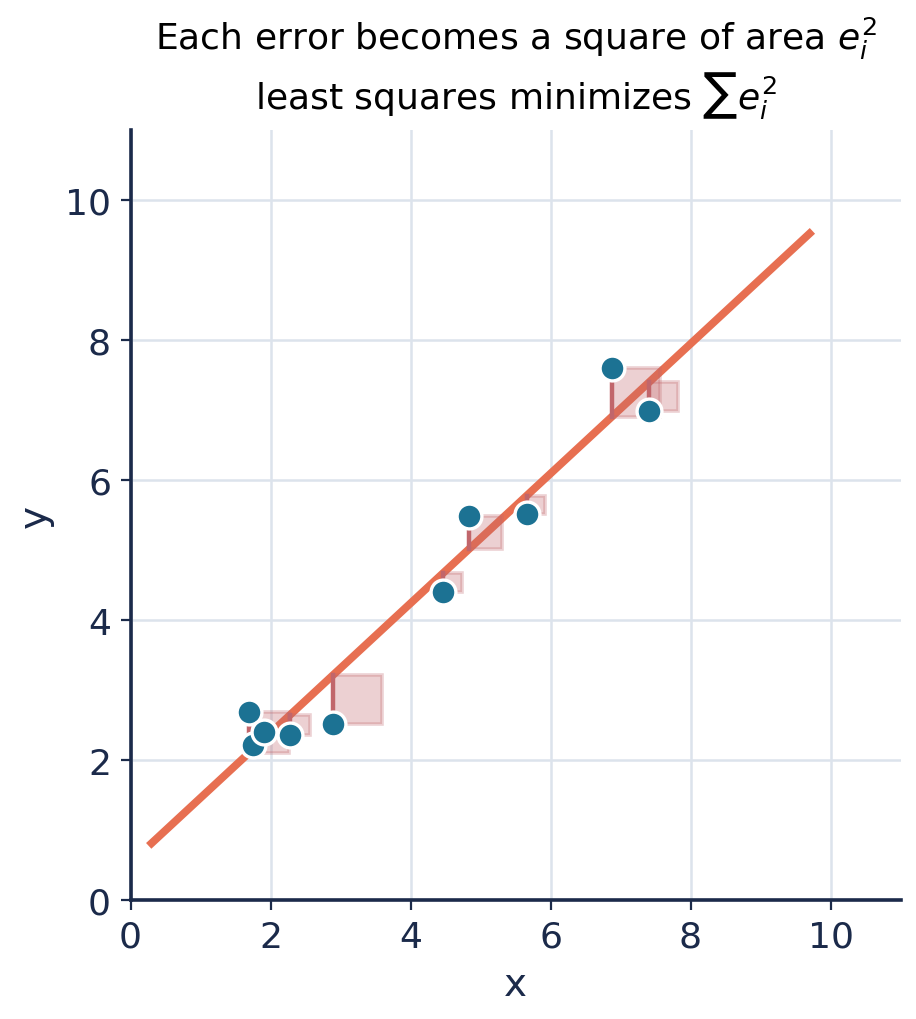 Each error becomes a square of area $e_i^2$
least squares minimizes $\sum e_i^2$
10
8
6
4
2
0
y
0 2 4 6 8 10
x